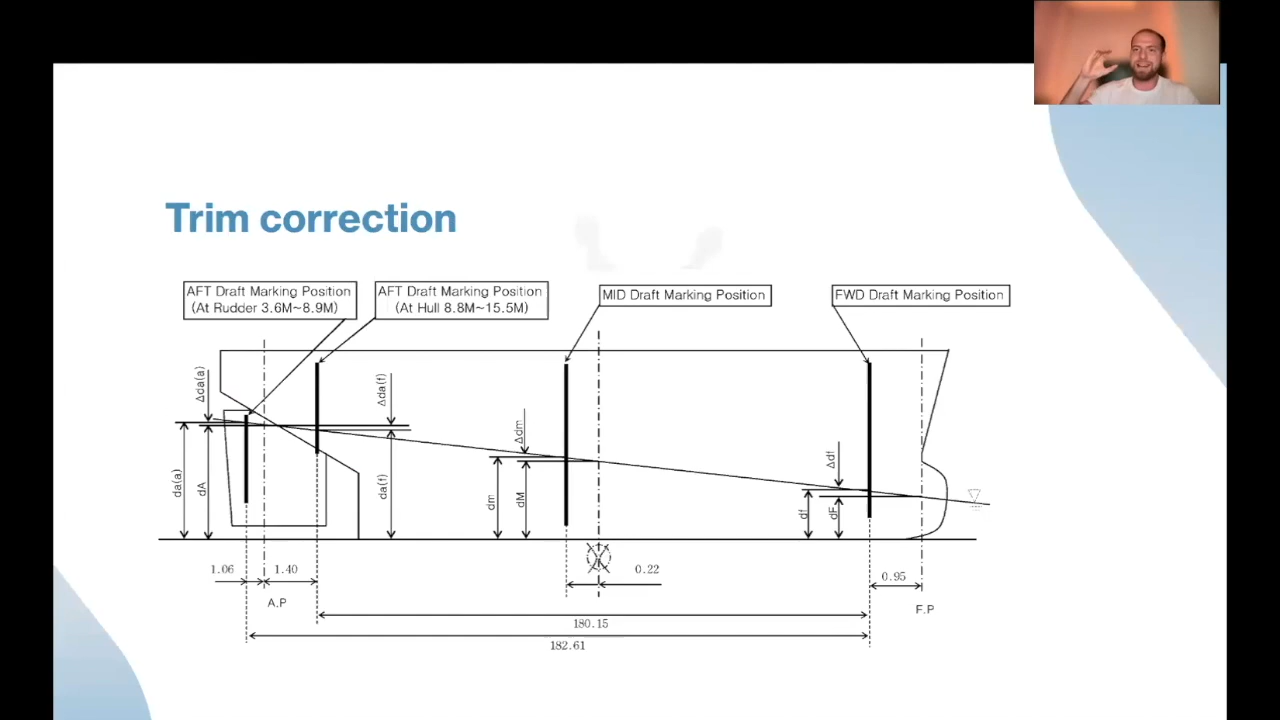 Trim correction
AFT Draft Marking Position
(At Rudder 3.6M~8.9M)
AFT Draft Marking Position
(At Hull 8.8M~15.5M)
MID Draft Marking Position
FWD Draft Marking Position
Δda(a)
Δda(f)
Δdm
Δdf
da(a)
dA
da(f)
dm
dM
df
dF
1.06
1.40
0.22
0.95
A.P
F.P
180.15
182.61